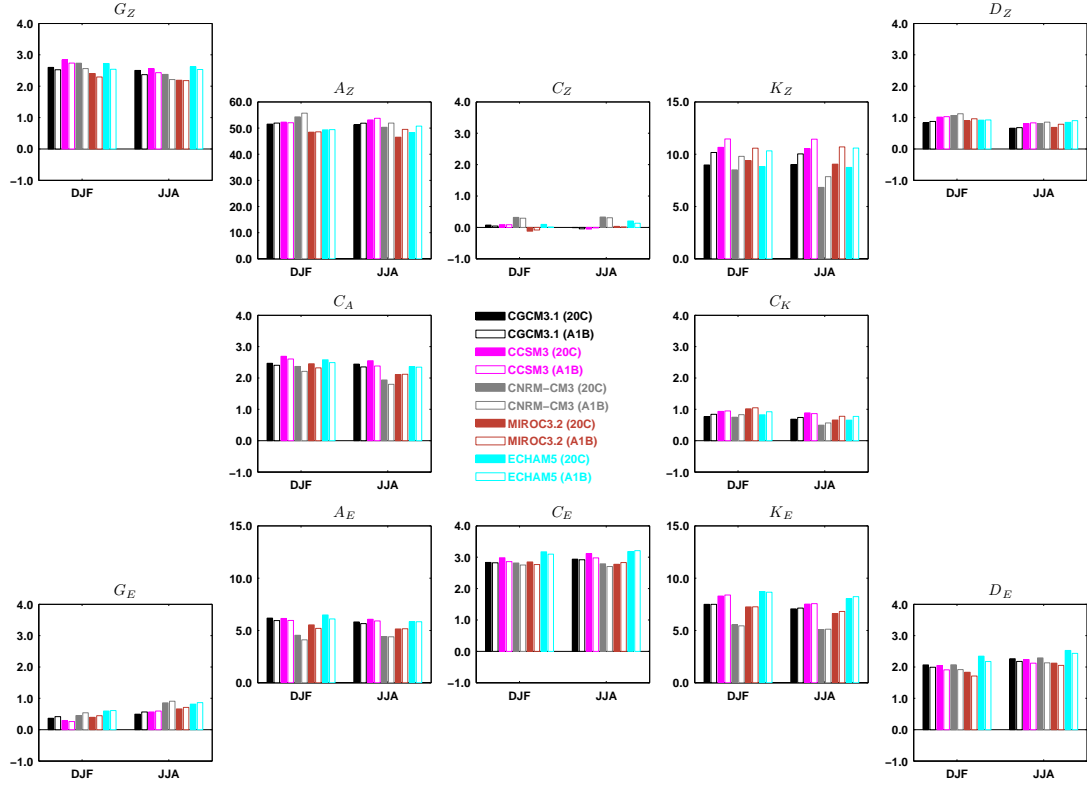 G_Z
4.0
3.0
2.0
1.0
0.0
−1.0
DJF JJA
A_Z
60.0
50.0
40.0
30.0
20.0
10.0
0.0
DJF JJA
C_Z
4.0
3.0
2.0
1.0
0.0
−1.0
DJF JJA
K_Z
15.0
10.0
5.0
0.0
DJF JJA
D_Z
4.0
3.0
2.0
1.0
0.0
−1.0
DJF JJA
C_A
4.0
3.0
2.0
1.0
0.0
−1.0
DJF JJA
CGCM3.1 (20C)
CGCM3.1 (A1B)
CCSM3 (20C)
CCSM3 (A1B)
CNRM−CM3 (20C)
CNRM−CM3 (A1B)
MIROC3.2 (20C)
MIROC3.2 (A1B)
ECHAM5 (20C)
ECHAM5 (A1B)
C_K
4.0
3.0
2.0
1.0
0.0
−1.0
DJF JJA
G_E
4.0
3.0
2.0
1.0
0.0
−1.0
DJF JJA
A_E
15.0
10.0
5.0
0.0
DJF JJA
C_E
4.0
3.0
2.0
1.0
0.0
−1.0
DJF JJA
K_E
15.0
10.0
5.0
0.0
DJF JJA
D_E
4.0
3.0
2.0
1.0
0.0
−1.0
DJF JJA